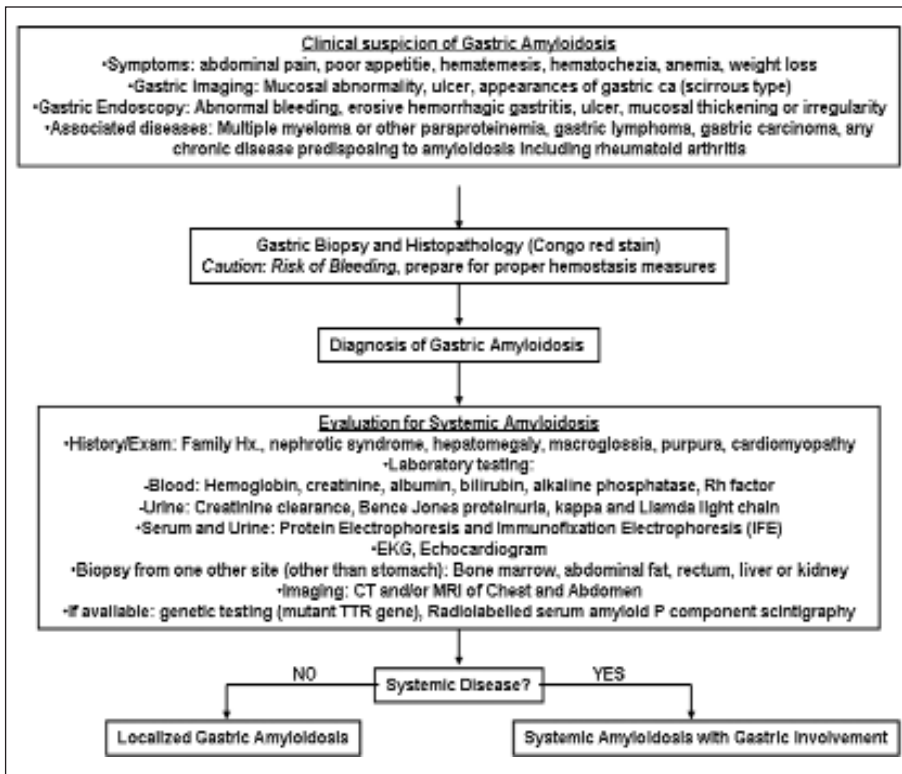 Clinical suspicion of Gastric Amyloidosis
•Symptoms: abdominal pain, poor appetitie, hematemesis, hematochezia, anemia, weight loss
•Gastric Imaging: Mucosal abnormality, ulcer, appearances of gastric ca (scirrous type)
•Gastric Endoscopy: Abnormal bleeding, erosive hemorrhagic gastritis, ulcer, mucosal thickening or irregularity
•Associated diseases: Multiple myeloma or other paraproteinemia, gastric lymphoma, gastric carcinoma, any
chronic disease predisposing to amyloidosis including rheumatoid arthritis
Gastric Biopsy and Histopathology (Congo red stain)
Caution: Risk of Bleeding, prepare for proper hemostasis measures
Diagnosis of Gastric Amyloidosis
Evaluation for Systemic Amyloidosis
•History/Exam: Family Hx., nephrotic syndrome, hepatomegaly, macroglossia, purpura, cardiomyopathy
•Laboratory testing:
-Blood: Hemoglobin, creatinine, albumin, bilirubin, alkaline phosphatase, Rh factor
-Urine: Creatinine clearance, Bence Jones proteinuria, kappa and Llamda light chain
•Serum and Urine: Protein Electrophoresis and Immunofixation Electrophoresis (IFE)
•EKG, Echocardiogram
•Biopsy from one other site (other than stomach): Bone marrow, abdominal fat, rectum, liver or kidney
•Imaging: CT and/or MRI of Chest and Abdomen
•If available: genetic testing (mutant TTR gene), Radiolabelled serum amyloid P component scintigraphy
NO Systemic Disease? YES
Localized Gastric Amyloidosis
Systemic Amyloidosis with Gastric Involvement